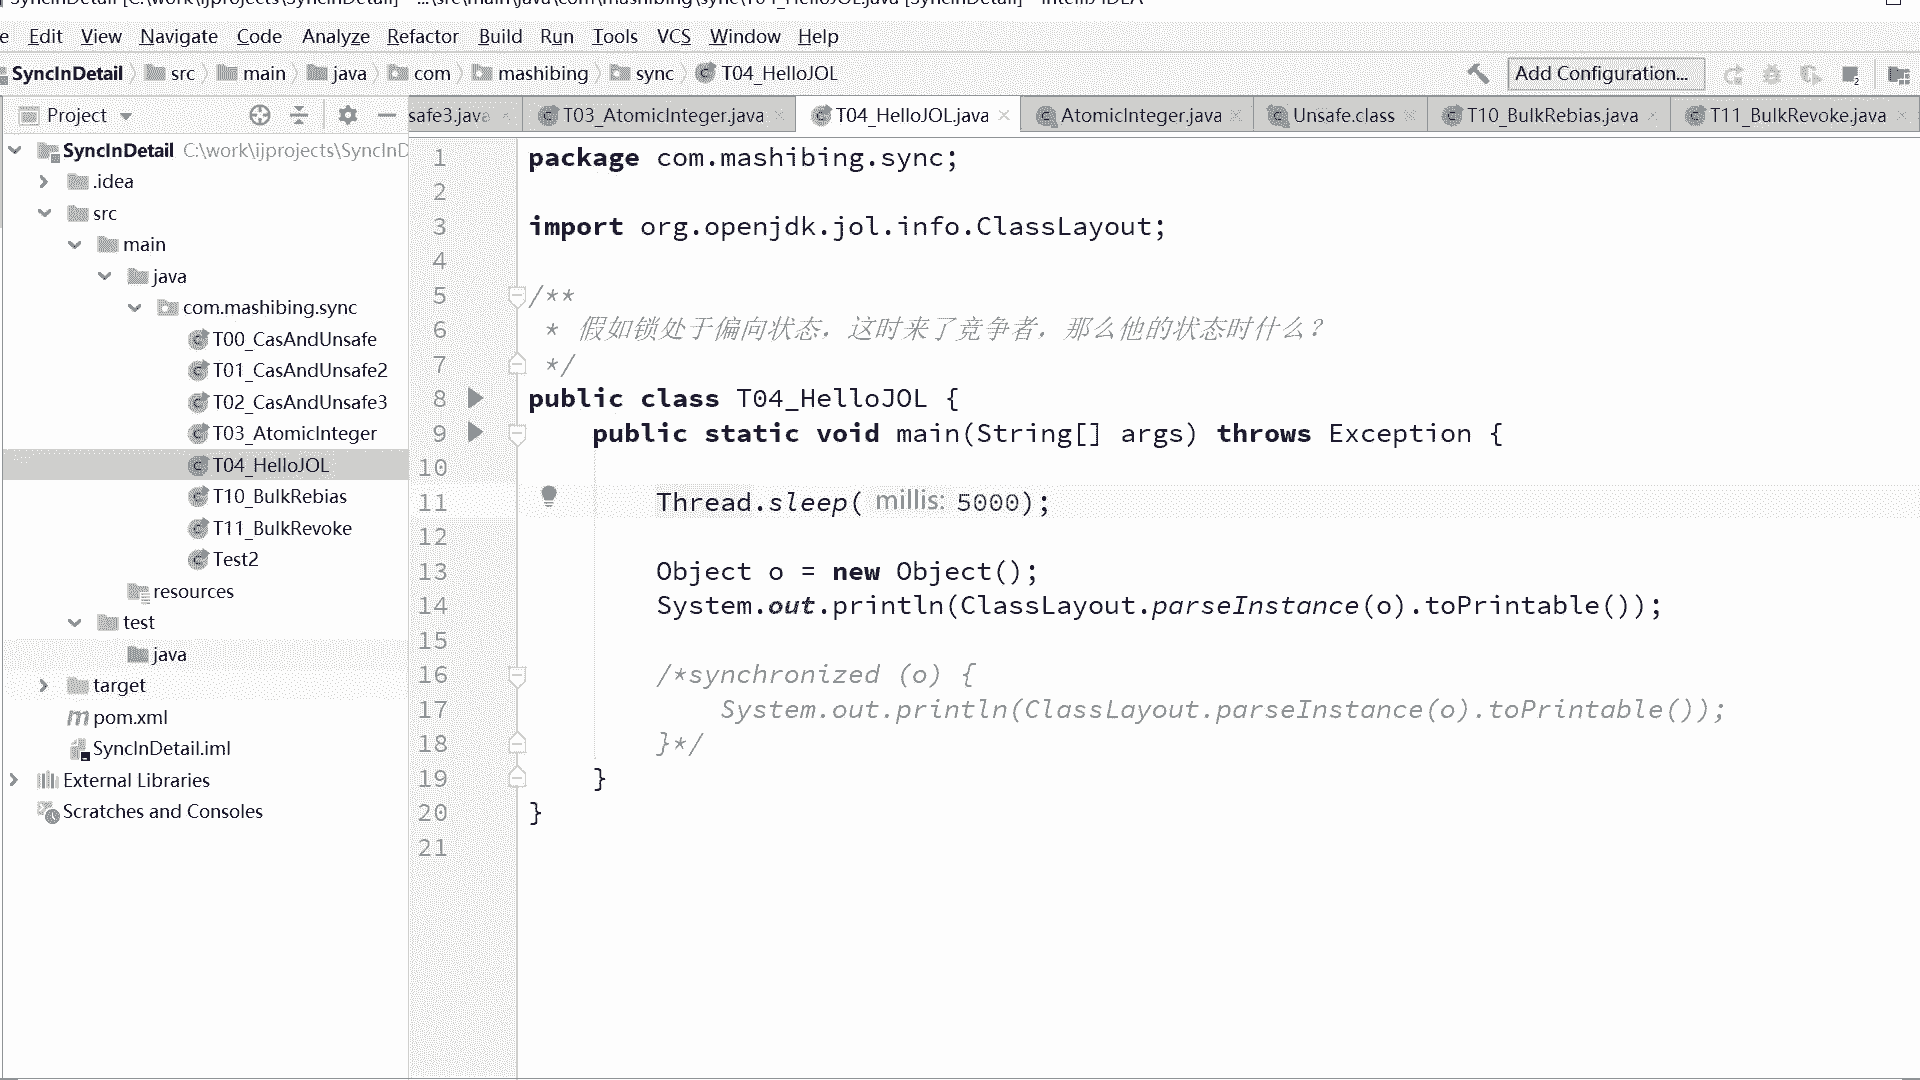 SyncInDetail [C:\work\ijprojects\SyncInDetail] - ...\src\main\java\com\mashibing\sync\T04_HelloJOL.java [SyncInDetail] - IntelliJ IDEA
e Edit View Navigate Code Analyze Refactor Build Run Tools VCS Window Help
SyncInDetail src main java com mashibing sync T04_HelloJOL Add Configuration...
Project safe3.java T03_AtomicInteger.java T04_HelloJOL.java AtomicInteger.java Unsafe.class T10_BulkRebias.java T11_BulkRevoke.java
SyncInDetail C:\work\ijprojects\SyncInD
.idea
src
main
java
com.mashibing.sync
T00_CasAndUnsafe
T01_CasAndUnsafe2
T02_CasAndUnsafe3
T03_AtomicInteger
T04_HelloJOL
T10_BulkRebias
T11_BulkRevoke
Test2
resources
test
java
target
pom.xml
SyncInDetail.iml
External Libraries
Scratches and Consoles
1 package com.mashibing.sync;
2
3 import org.openjdk.jol.info.ClassLayout;
4
5 /**
6 * 假如锁处于偏向状态，这时来了竞争者，那么他的状态时什么？
7 */
8 public class T04_HelloJOL {
9 public static void main(String[] args) throws Exception {
10
11 Thread.sleep( millis: 5000);
12
13 Object o = new Object();
14 System.out.println(ClassLayout.parseInstance(o).toPrintable());
15
16 /*synchronized (o) {
17 System.out.println(ClassLayout.parseInstance(o).toPrintable());
18 }*/
19 }
20 }
21